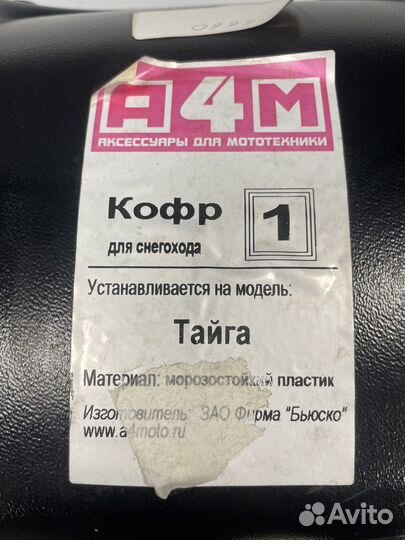 А4М
АКСЕССУАРЫ ДЛЯ МОТОТЕХНИКИ
Кофр 1
для снегохода
Устанавливается на модель:
Тайга
Материал: морозостойкий пластик
Изготовитель: ЗАО Фирма "Бьюско"
www.a4moto.ru
Avito